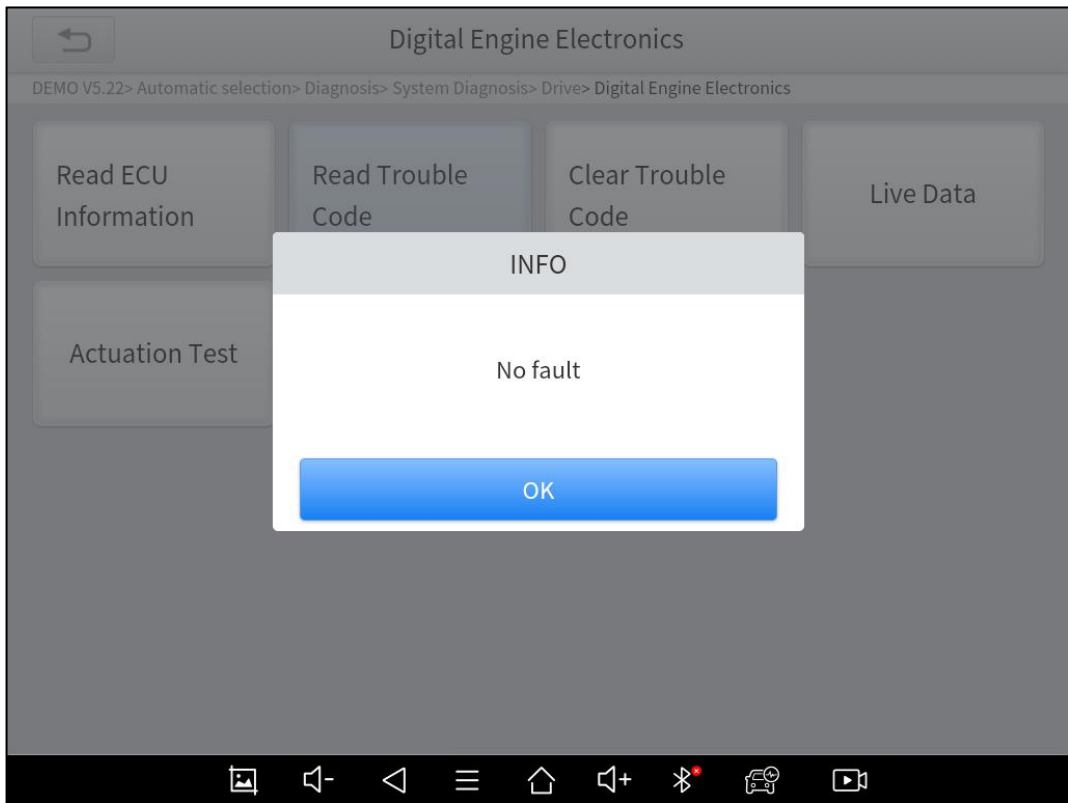 Digital Engine Electronics
DEMO V5.22> Automatic selection> Diagnosis> System Diagnosis> Drive> Digital Engine Electronics
Read ECU
Information
Read Trouble
Code
Clear Trouble
Code
Live Data
Actuation Test
INFO
No fault
OK